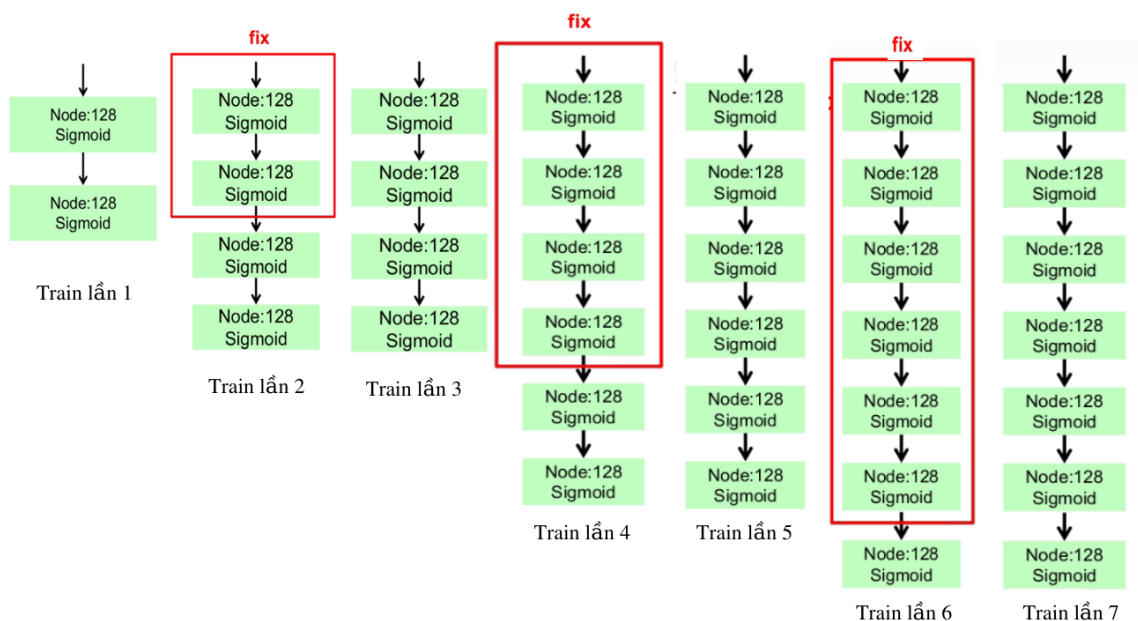 Node:128
Sigmoid
Node:128
Sigmoid
Train lần 1
fix
Node:128
Sigmoid
Node:128
Sigmoid
Node:128
Sigmoid
Node:128
Sigmoid
Train lần 2
Node:128
Sigmoid
Node:128
Sigmoid
Node:128
Sigmoid
Node:128
Sigmoid
Train lần 3
fix
Node:128
Sigmoid
Node:128
Sigmoid
Node:128
Sigmoid
Node:128
Sigmoid
Node:128
Sigmoid
Node:128
Sigmoid
Train lần 4
Node:128
Sigmoid
Node:128
Sigmoid
Node:128
Sigmoid
Node:128
Sigmoid
Node:128
Sigmoid
Node:128
Sigmoid
Train lần 5
fix
Node:128
Sigmoid
Node:128
Sigmoid
Node:128
Sigmoid
Node:128
Sigmoid
Node:128
Sigmoid
Node:128
Sigmoid
Node:128
Sigmoid
Train lần 6
Node:128
Sigmoid
Node:128
Sigmoid
Node:128
Sigmoid
Node:128
Sigmoid
Node:128
Sigmoid
Node:128
Sigmoid
Node:128
Sigmoid
Train lần 7